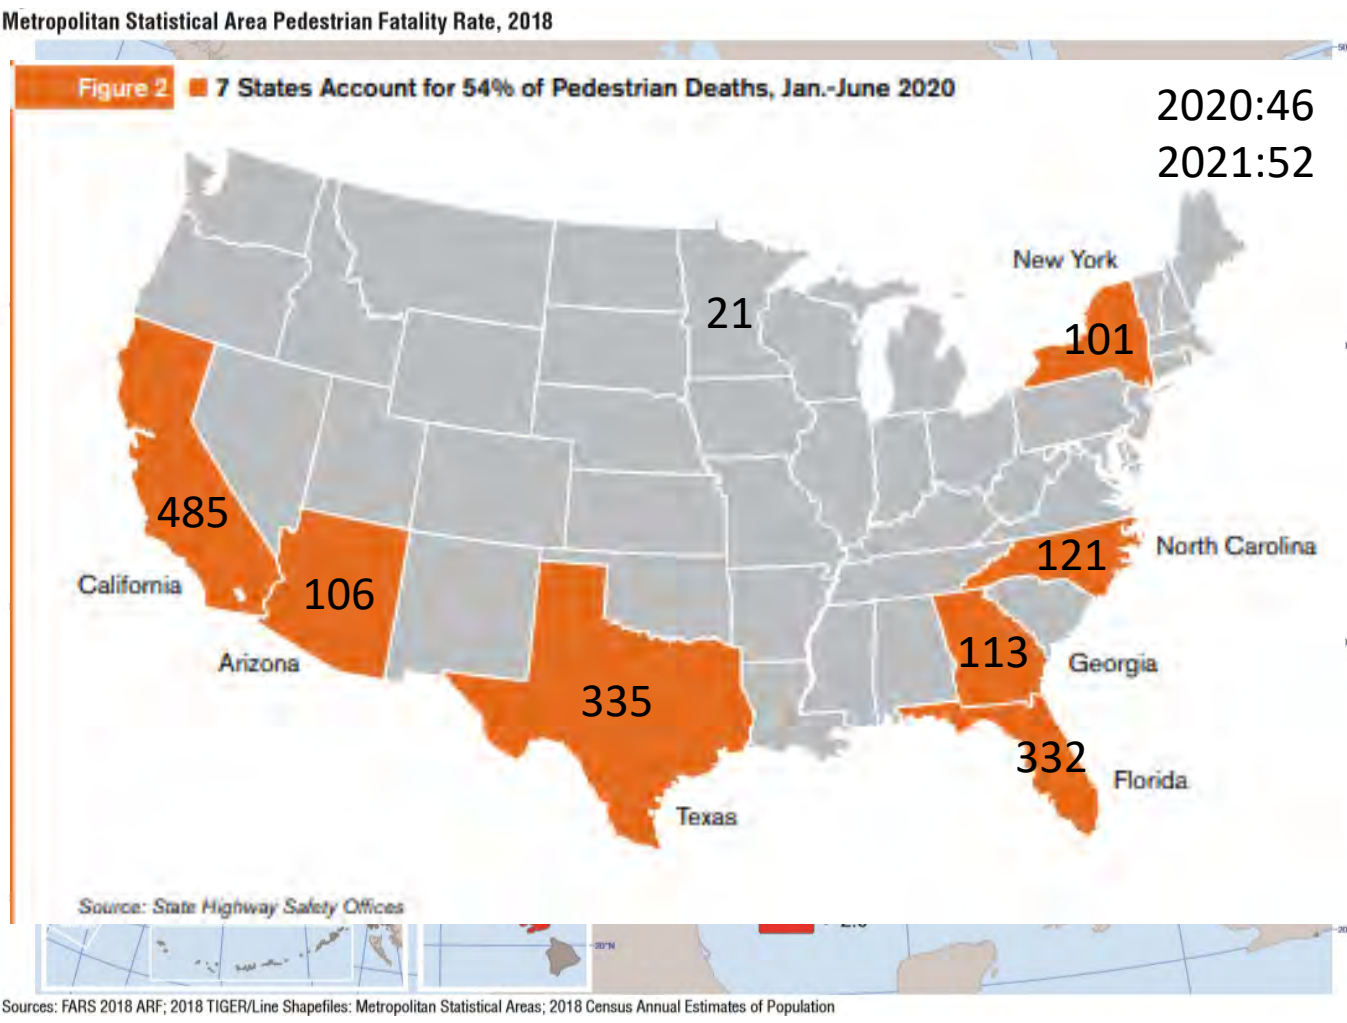 Metropolitan Statistical Area Pedestrian Fatality Rate, 2018
Figure 2 7 States Account for 54% of Pedestrian Deaths, Jan.-June 2020
2020:46
2021:52
New York
21
101
485
California
106
Arizona
121
North Carolina
113
Georgia
335
332
Florida
Texas
Source: State Highway Safety Offices
20°N
Sources: FARS 2018 ARF; 2018 TIGER/Line Shapefiles: Metropolitan Statistical Areas; 2018 Census Annual Estimates of Population